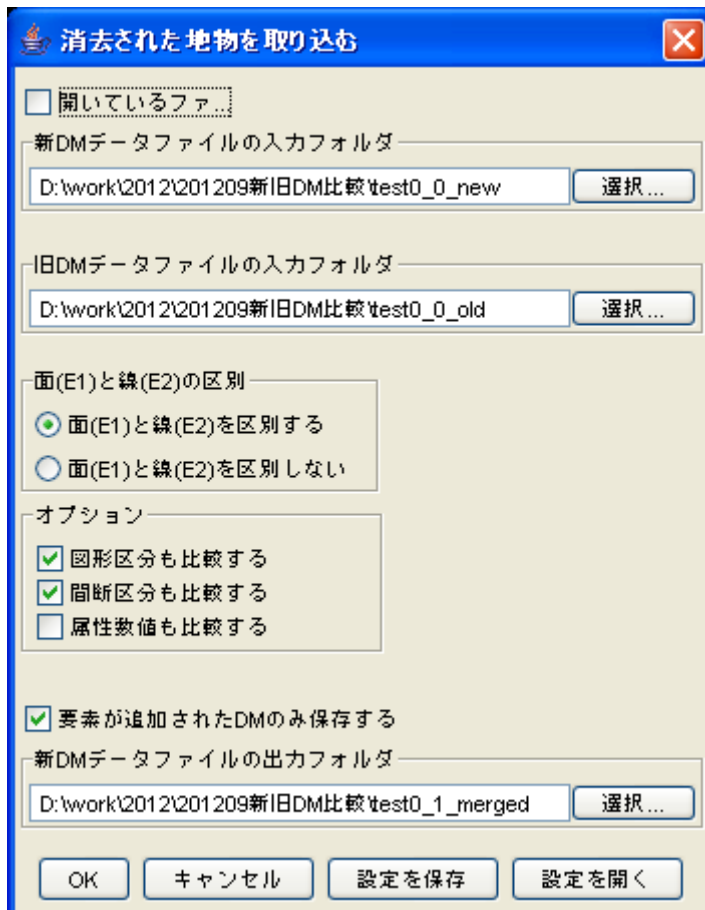 消去された地物を取り込む
開いているファ...
新DMデータファイルの入力フォルダ
D:\work\2012\201209新旧DM比較\test0_0_new
選択...
旧DMデータファイルの入力フォルダ
D:\work\2012\201209新旧DM比較\test0_0_old
選択...
面(E1)と線(E2)の区別
面(E1)と線(E2)を区別する
面(E1)と線(E2)を区別しない
オプション
図形区分も比較する
間断区分も比較する
属性数値も比較する
要素が追加されたDMのみ保存する
新DMデータファイルの出力フォルダ
D:\work\2012\201209新旧DM比較\test0_1_merged
選択...
OK キャンセル 設定を保存 設定を開く